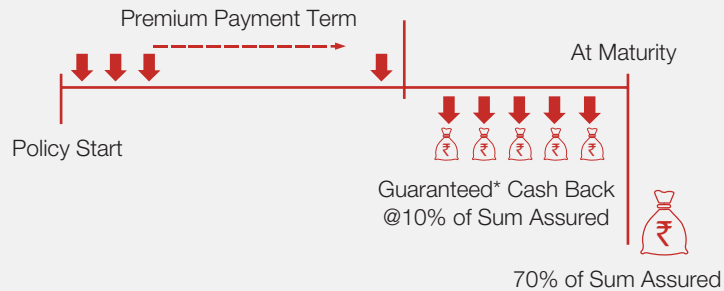 Premium Payment Term
At Maturity
Policy Start
₹ ₹ ₹ ₹ ₹
Guaranteed* Cash Back
@10% of Sum Assured
₹
70% of Sum Assured